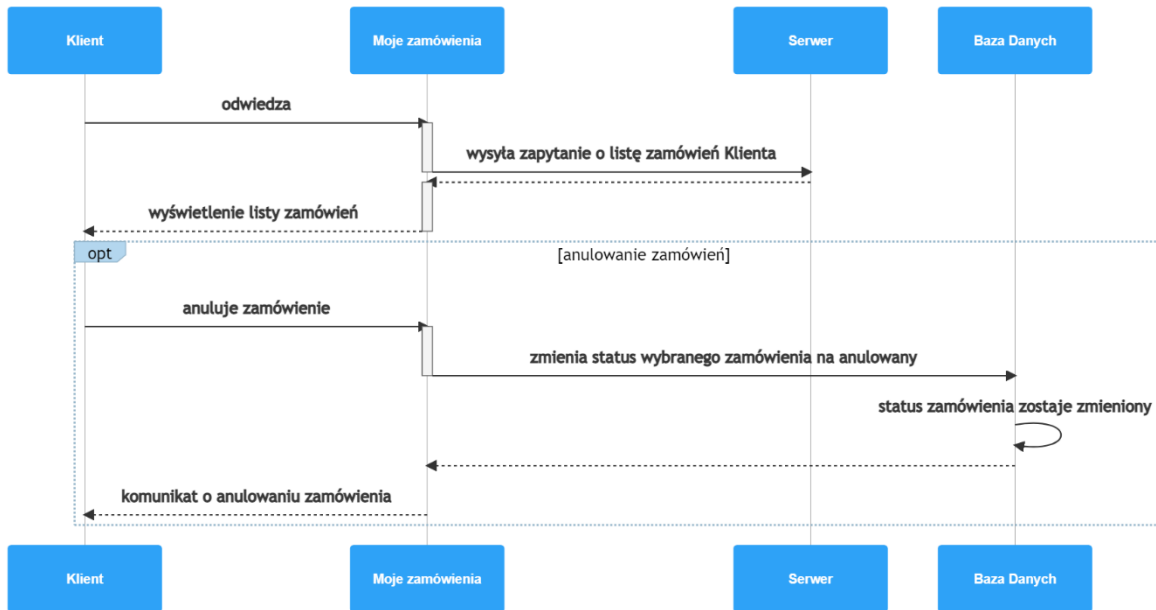 Klient
Moje zamówienia
Serwer
Baza Danych
odwiedza
wysyła zapytanie o listę zamówień Klienta
wyświetlenie listy zamówień
opt
[anulowanie zamówień]
anuluje zamówienie
zmienia status wybranego zamówienia na anulowany
status zamówienia zostaje zmieniony
komunikat o anulowaniu zamówienia
Klient
Moje zamówienia
Serwer
Baza Danych